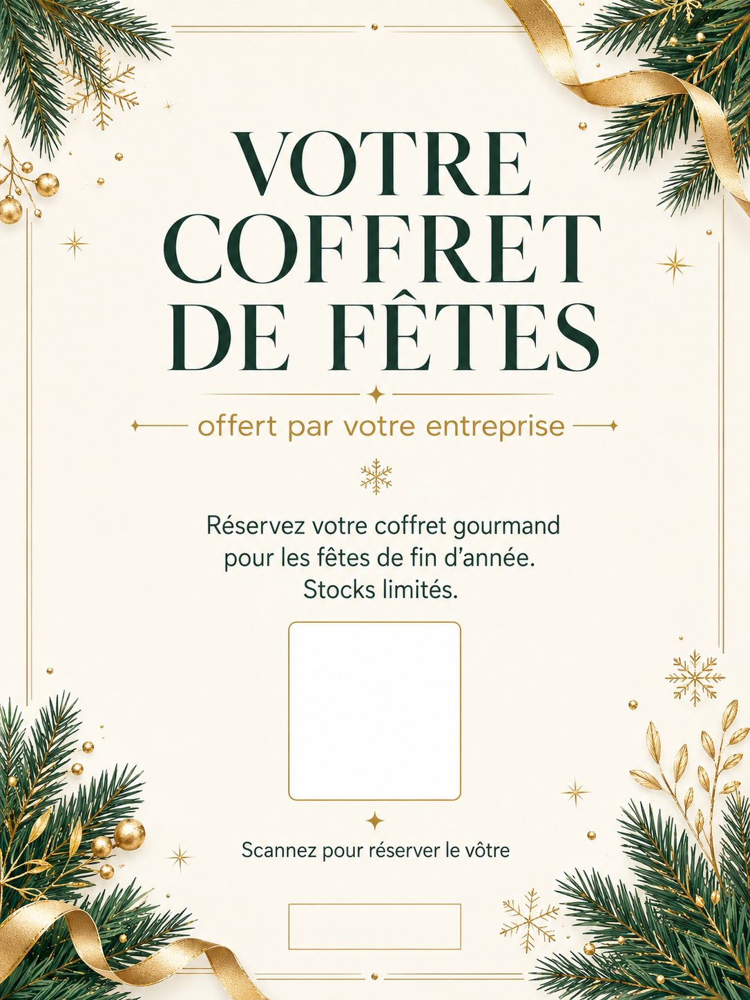 VOTRE
COFFRET
DE FÊTES
offert par votre entreprise
Réservez votre coffret gourmand
pour les fêtes de fin d’année.
Stocks limités.
Scannez pour réserver le vôtre